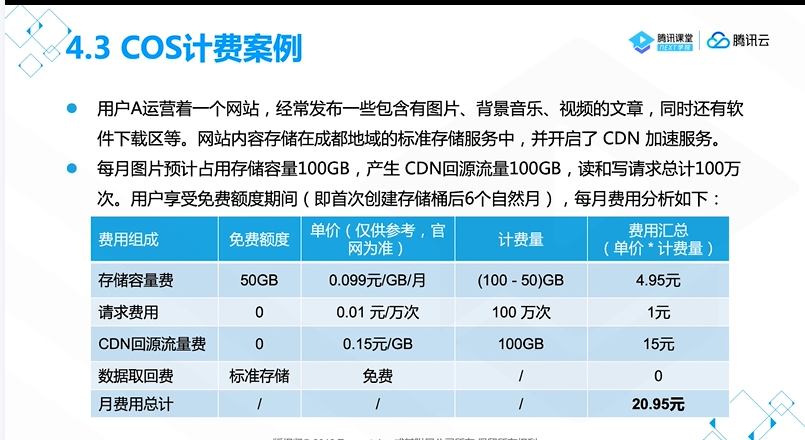 4.3 COS计费案例
腾讯课堂
NEXT学院
腾讯云
用户A运营着一个网站，经常发布一些包含有图片、背景音乐、视频的文章，同时还有软
件下载区等。网站内容存储在成都地域的标准存储服务中，并开启了 CDN 加速服务。
每月图片预计占用存储容量100GB，产生 CDN回源流量100GB，读和写请求总计100万
次。用户享受免费额度期间（即首次创建存储桶后6个自然月），每月费用分析如下：
费用组成 免费额度 单价（仅供参考，官网为准） 计费量 费用汇总（单价 * 计费量）
存储容量费 50GB 0.099元/GB/月 (100 - 50)GB 4.95元
请求费用 0 0.01 元/万次 100 万次 1元
CDN回源流量费 0 0.15元/GB 100GB 15元
数据取回费 标准存储 免费 / 0
月费用总计 / / / 20.95元